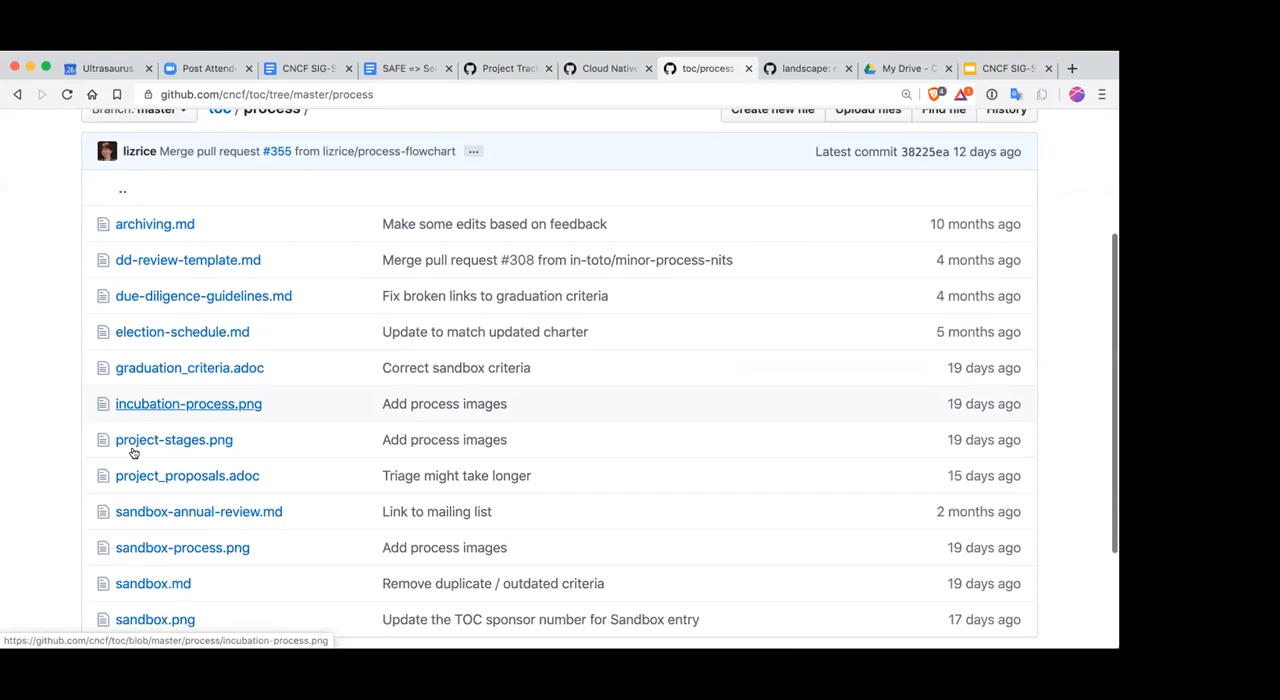 Ultrasaurus Post Attend CNCF SIG-S SAFE => Se Project Trac Cloud Native toc/process landscape: r My Drive - C CNCF SIG-S
github.com/cncf/toc/tree/master/process
Branch: master toc / process / Create new file Upload files Find file History
lizrice Merge pull request #355 from lizrice/process-flowchart ... Latest commit 38225ea 12 days ago
..
archiving.md Make some edits based on feedback 10 months ago
dd-review-template.md Merge pull request #308 from in-toto/minor-process-nits 4 months ago
due-diligence-guidelines.md Fix broken links to graduation criteria 4 months ago
election-schedule.md Update to match updated charter 5 months ago
graduation_criteria.adoc Correct sandbox criteria 19 days ago
incubation-process.png Add process images 19 days ago
project-stages.png Add process images 19 days ago
project_proposals.adoc Triage might take longer 15 days ago
sandbox-annual-review.md Link to mailing list 2 months ago
sandbox-process.png Add process images 19 days ago
sandbox.md Remove duplicate / outdated criteria 19 days ago
sandbox.png Update the TOC sponsor number for Sandbox entry 17 days ago
https://github.com/cncf/toc/blob/master/process/incubation-process.png